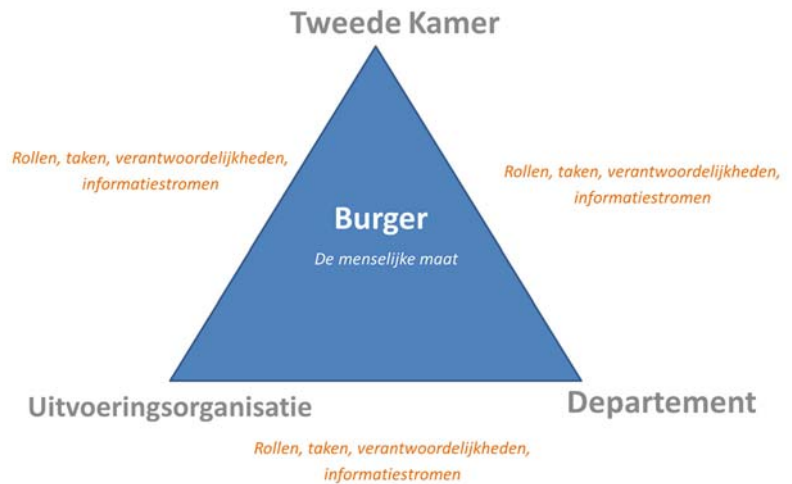 Tweede Kamer
Rollen, taken, verantwoordelijkheden,
informatiestromen
Rollen, taken, verantwoordelijkheden,
informatiestromen
Burger
De menselijke maat
Uitvoeringsorganisatie
Departement
Rollen, taken, verantwoordelijkheden,
informatiestromen